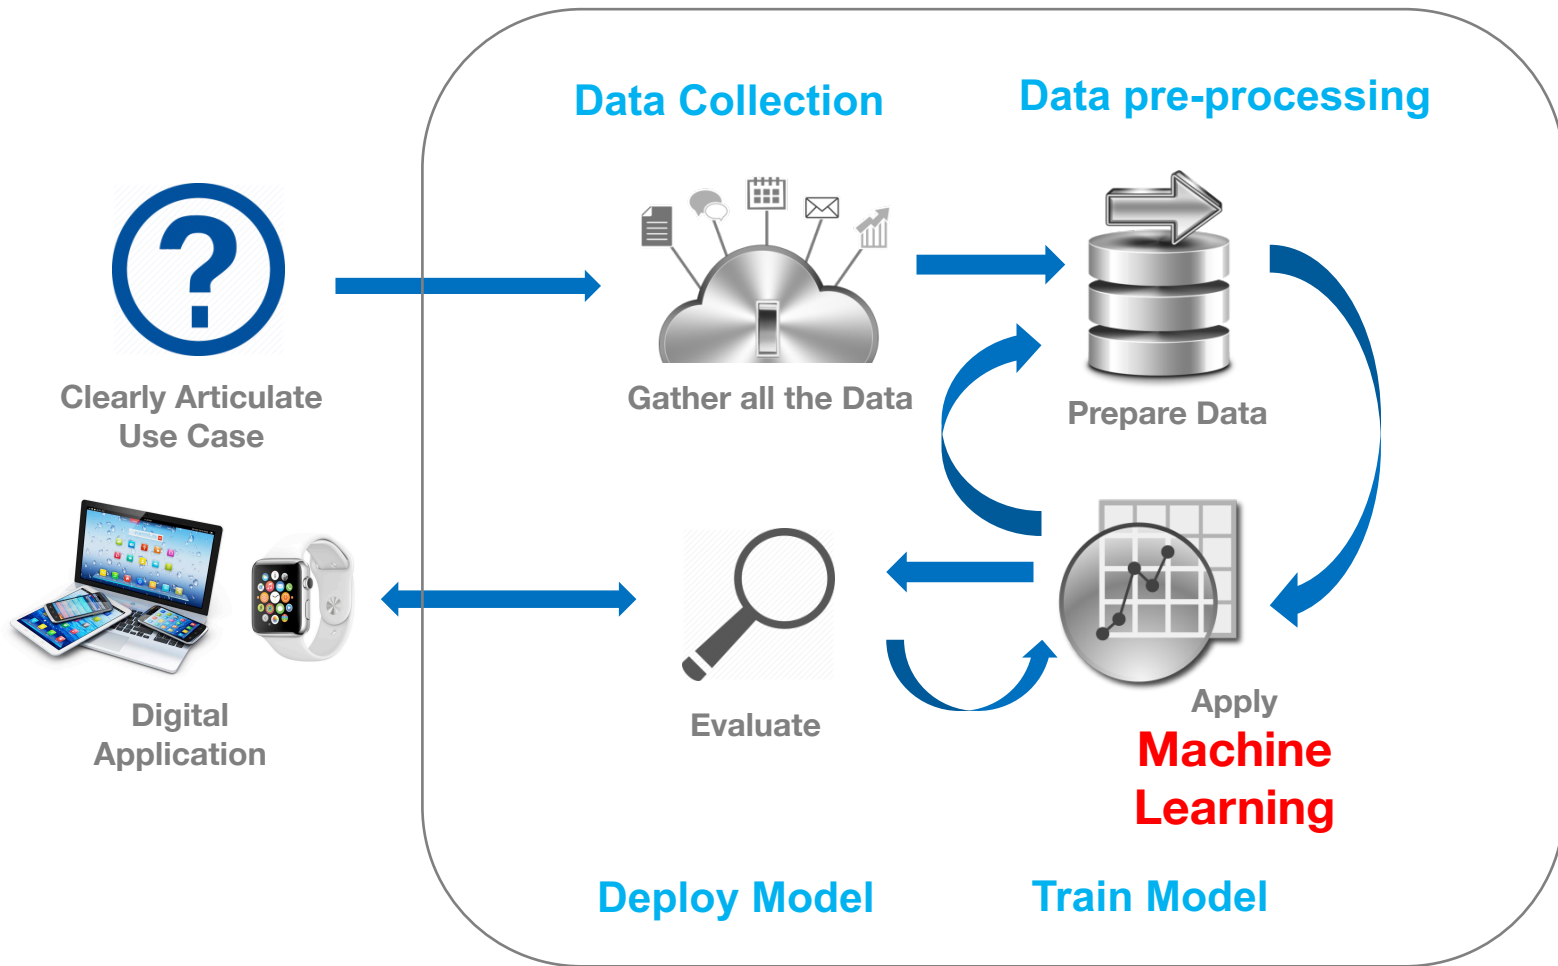 Data Collection
Data pre-processing
?
Clearly Articulate
Use Case
Gather all the Data
Prepare Data
Digital
Application
Evaluate
Apply
Machine
Learning
Deploy Model
Train Model